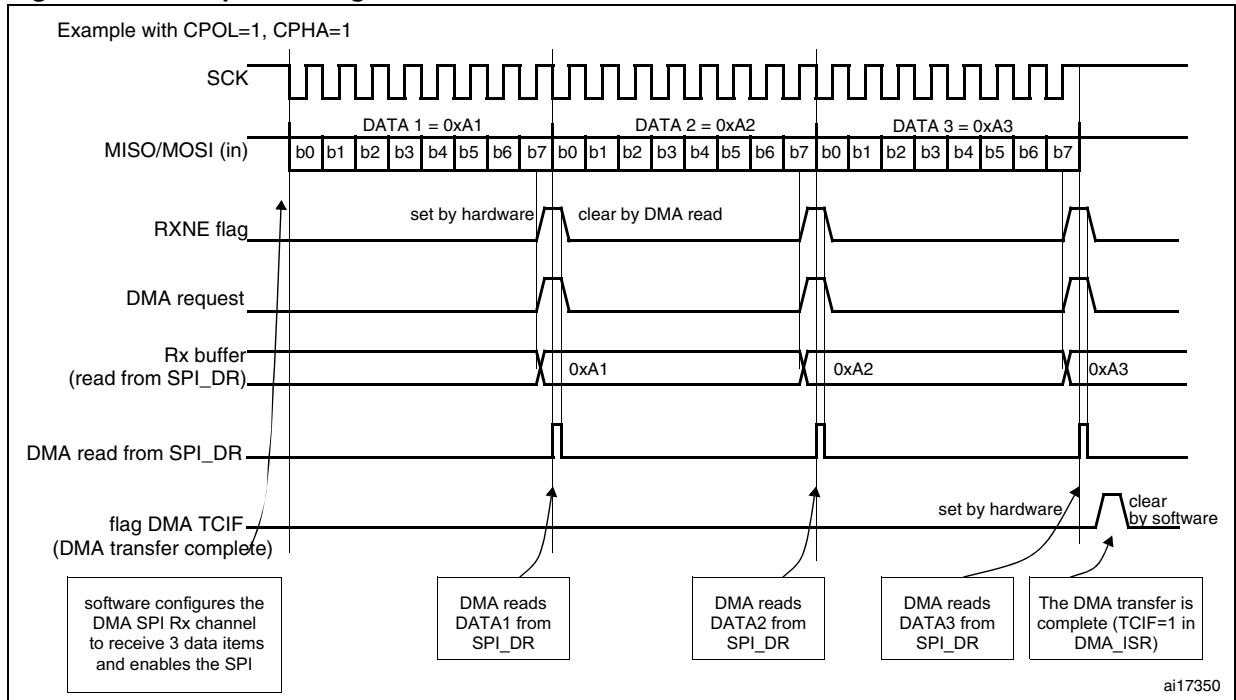 Example with CPOL=1, CPHA=1
SCK
DATA 1 = 0xA1 DATA 2 = 0xA2 DATA 3 = 0xA3
MISO/MOSI (in) b0 b1 b2 b3 b4 b5 b6 b7 b0 b1 b2 b3 b4 b5 b6 b7 b0 b1 b2 b3 b4 b5 b6 b7
set by hardware clear by DMA read
RXNE flag
DMA request
Rx buffer
(read from SPI_DR)
0xA1 0xA2 0xA3
DMA read from SPI_DR
flag DMA TCIF
(DMA transfer complete)
set by hardware
clear
by software
software configures the
DMA SPI Rx channel
to receive 3 data items
and enables the SPI
DMA reads
DATA1 from
SPI_DR
DMA reads
DATA2 from
SPI_DR
DMA reads
DATA3 from
SPI_DR
The DMA transfer is
complete (TCIF=1 in
DMA_ISR)
ai17350